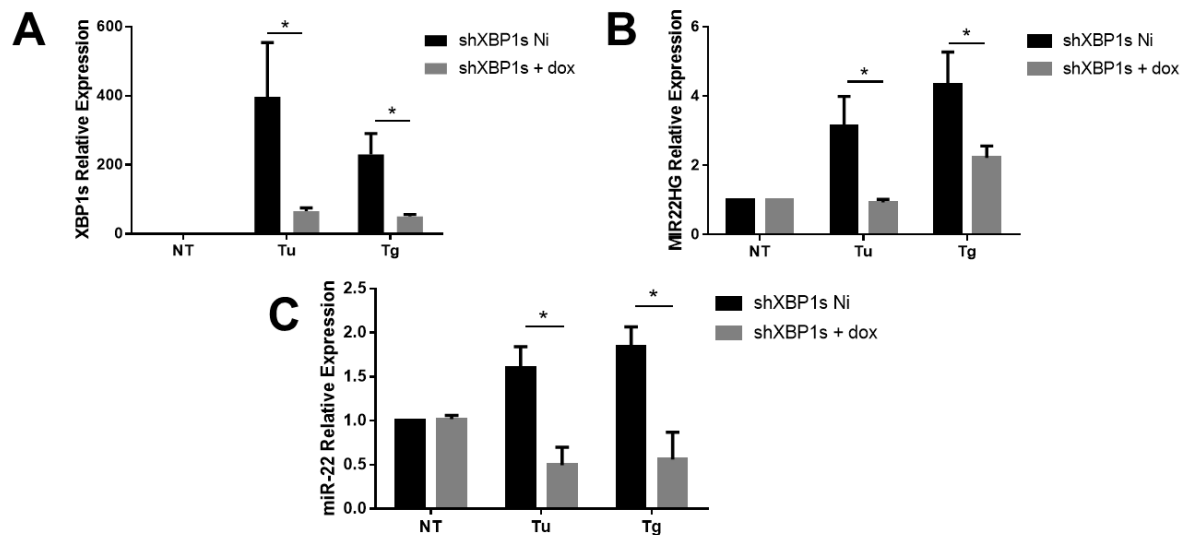 A
XBP1s Relative Expression
600
400
200
0
*
*
NT
Tu
Tg
shXBP1s Ni
shXBP1s + dox
B
MIR22HG Relative Expression
6
4
2
0
*
*
NT
Tu
Tg
shXBP1s Ni
shXBP1s + dox
C
miR-22 Relative Expression
2.5
2.0
1.5
1.0
0.5
0.0
*
*
NT
Tu
Tg
shXBP1s Ni
shXBP1s + dox